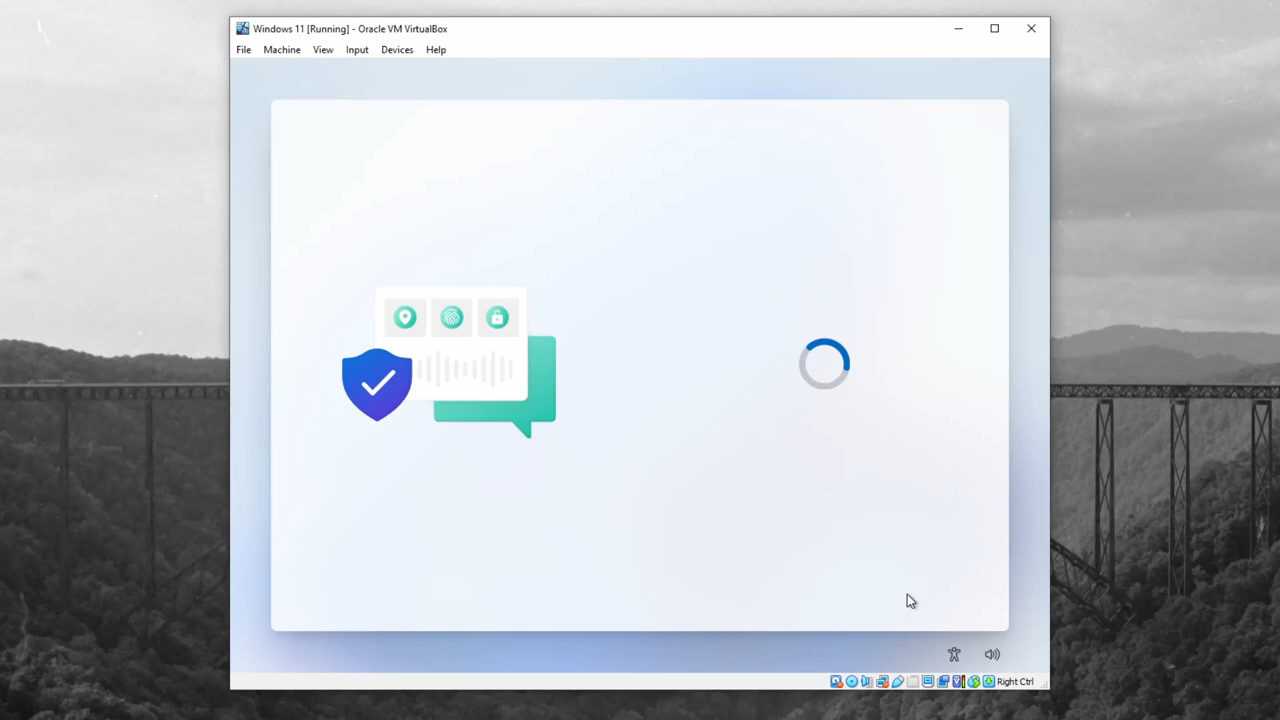 Windows 11 [Running] - Oracle VM VirtualBox
File Machine View Input Devices Help
Right Ctrl